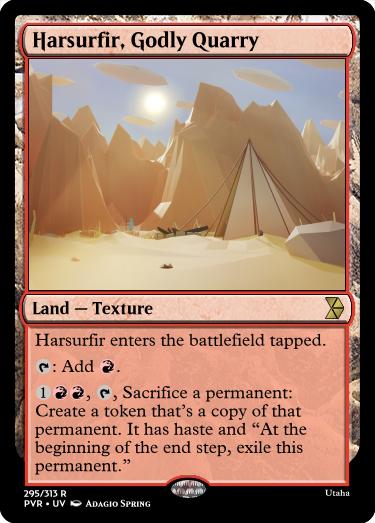 Harsurfir, Godly Quarry
Land — Texture
Harsurfir enters the battlefield tapped.
: Add R.
1RR, , Sacrifice a permanent:
Create a token that's a copy of that
permanent. It has haste and “At the
beginning of the end step, exile this
permanent.”
295/313 R
Utaha
PVR • UV Adagio Spring